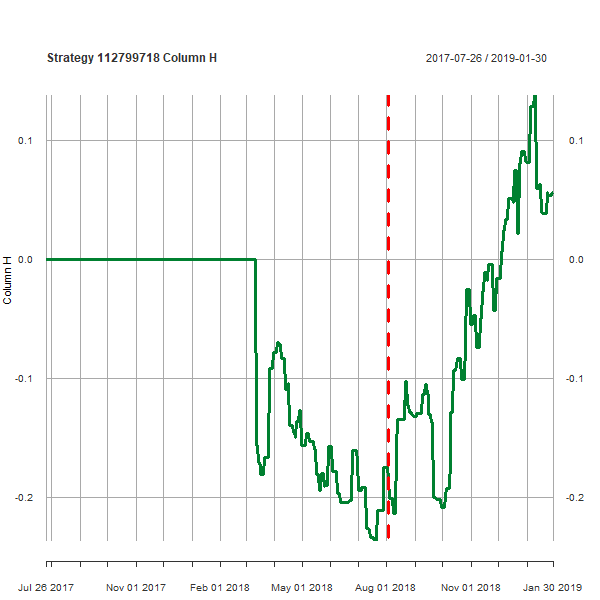 Strategy 112799718 Column H
2017-07-26 / 2019-01-30
0.1 0.1
0.0 0.0
-0.1 -0.1
-0.2 -0.2
Column H
Jul 26 2017 Nov 01 2017 Feb 01 2018 May 01 2018 Aug 01 2018 Nov 01 2018 Jan 30 2019